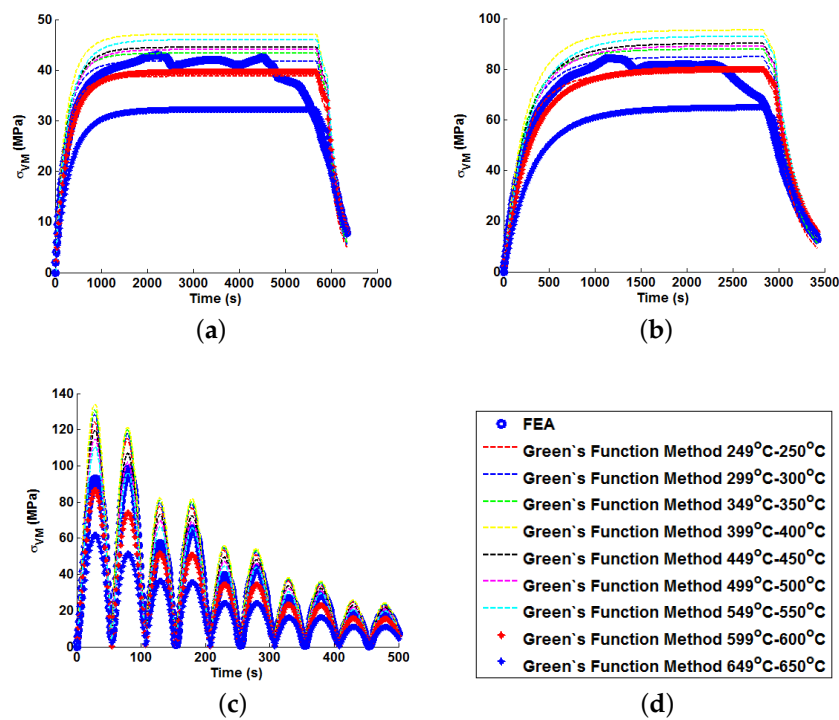 50
40
30
20
10
0
σVM (MPa)
0 1000 2000 3000 4000 5000 6000 7000
Time (s)
(a)
100
80
60
40
20
0
σVM (MPa)
0 500 1000 1500 2000 2500 3000 3500
Time (s)
(b)
140
120
100
80
60
40
20
0
σVM (MPa)
0 100 200 300 400 500
Time (s)
(c)
FEA
Green`s Function Method 249°C-250°C
Green`s Function Method 299°C-300°C
Green`s Function Method 349°C-350°C
Green`s Function Method 399°C-400°C
Green`s Function Method 449°C-450°C
Green`s Function Method 499°C-500°C
Green`s Function Method 549°C-550°C
Green`s Function Method 599°C-600°C
Green`s Function Method 649°C-650°C
(d)